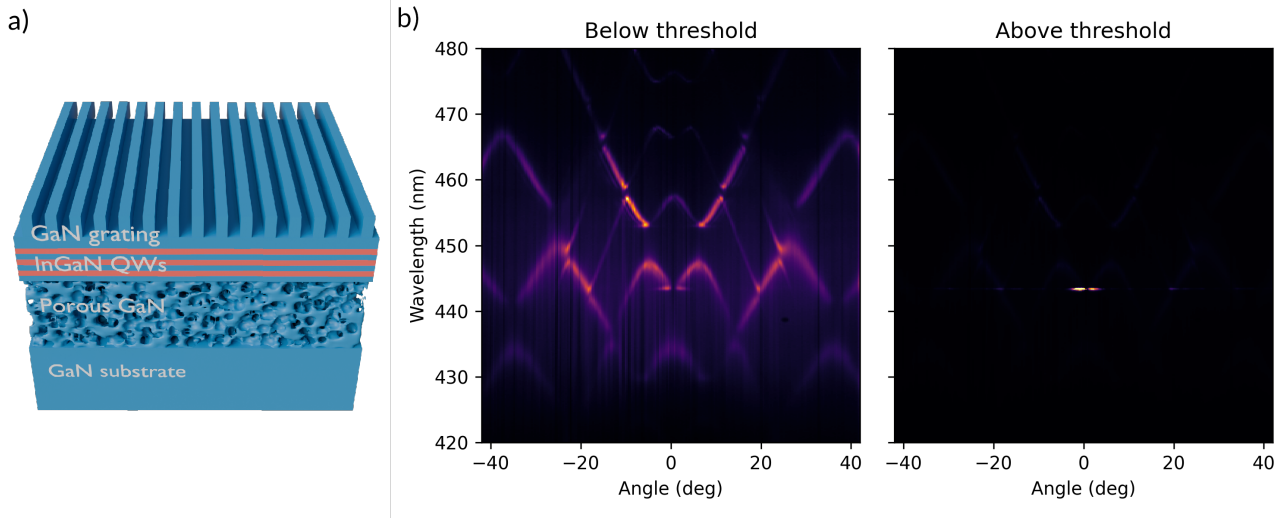 a)
GaN grating
InGaN QWs
Porous GaN
GaN substrate
b)
Below threshold
Above threshold
Wavelength (nm)
480
470
460
450
440
430
420
−40
−20
0
20
40
Angle (deg)
−40
−20
0
20
40
Angle (deg)